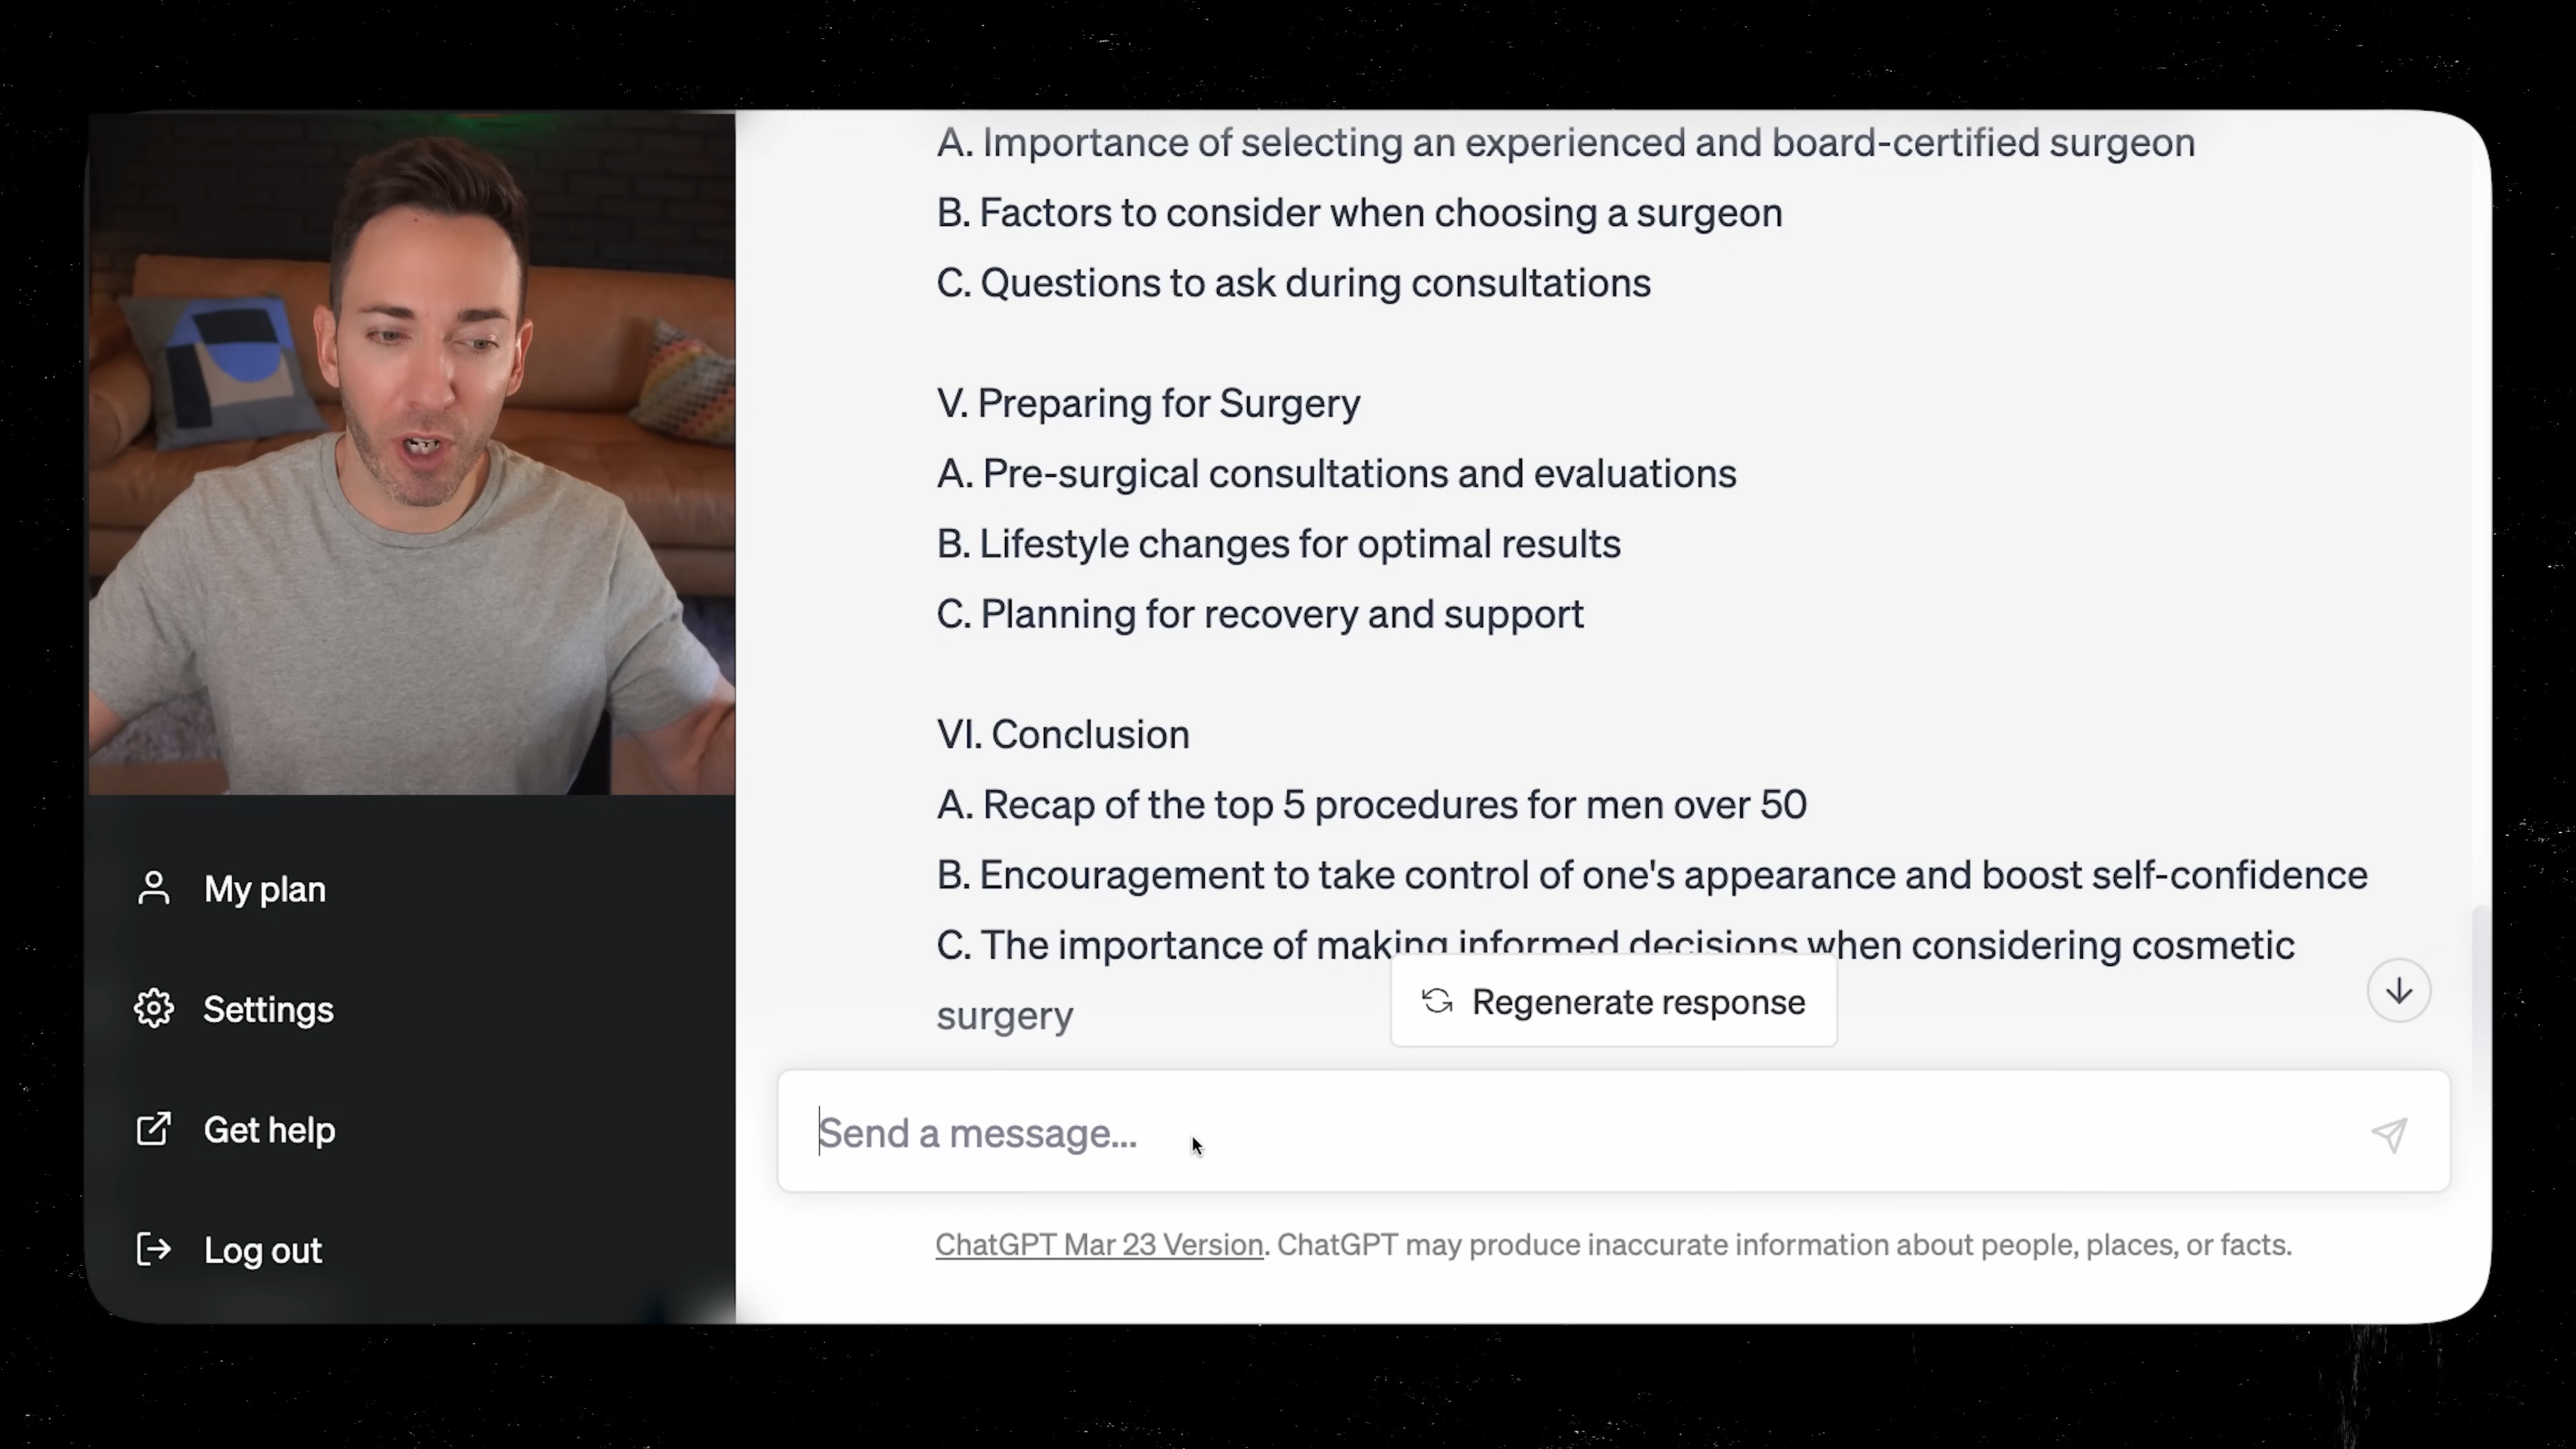 A. Importance of selecting an experienced and board-certified surgeon
B. Factors to consider when choosing a surgeon
C. Questions to ask during consultations
V. Preparing for Surgery
A. Pre-surgical consultations and evaluations
B. Lifestyle changes for optimal results
C. Planning for recovery and support
VI. Conclusion
A. Recap of the top 5 procedures for men over 50
B. Encouragement to take control of one's appearance and boost self-confidence
C. The importance of making informed decisions when considering cosmetic
surgery
Regenerate response
Send a message...
ChatGPT Mar 23 Version. ChatGPT may produce inaccurate information about people, places, or facts.
My plan
Settings
Get help
Log out